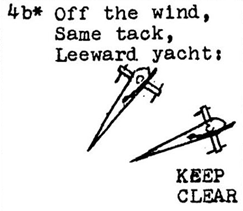 4b* Off the wind,
Same tack,
Leeward yacht:
KEEP
CLEAR